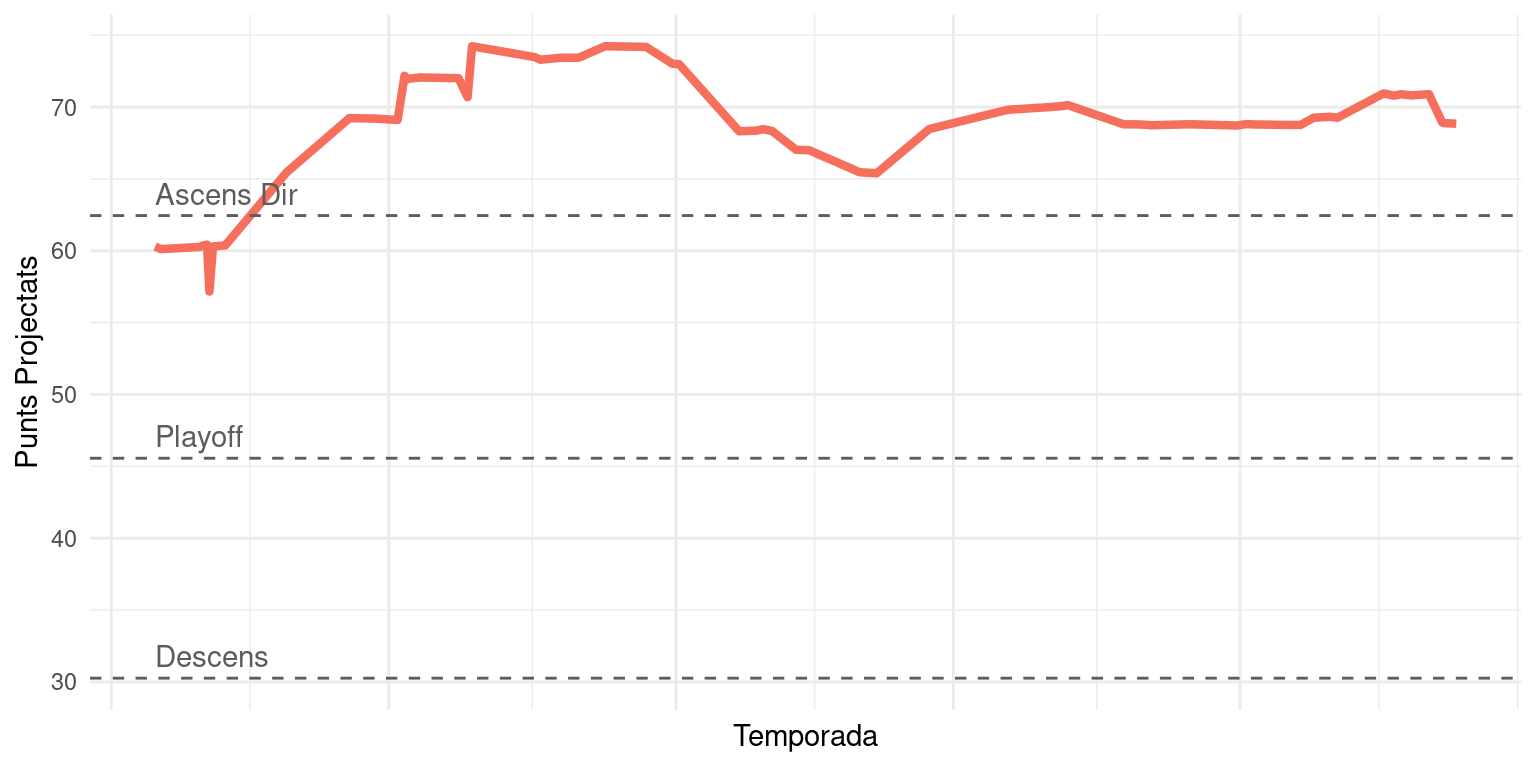 Punts Projectats
70
60
50
40
30
Ascens Dir
Playoff
Descens
Temporada